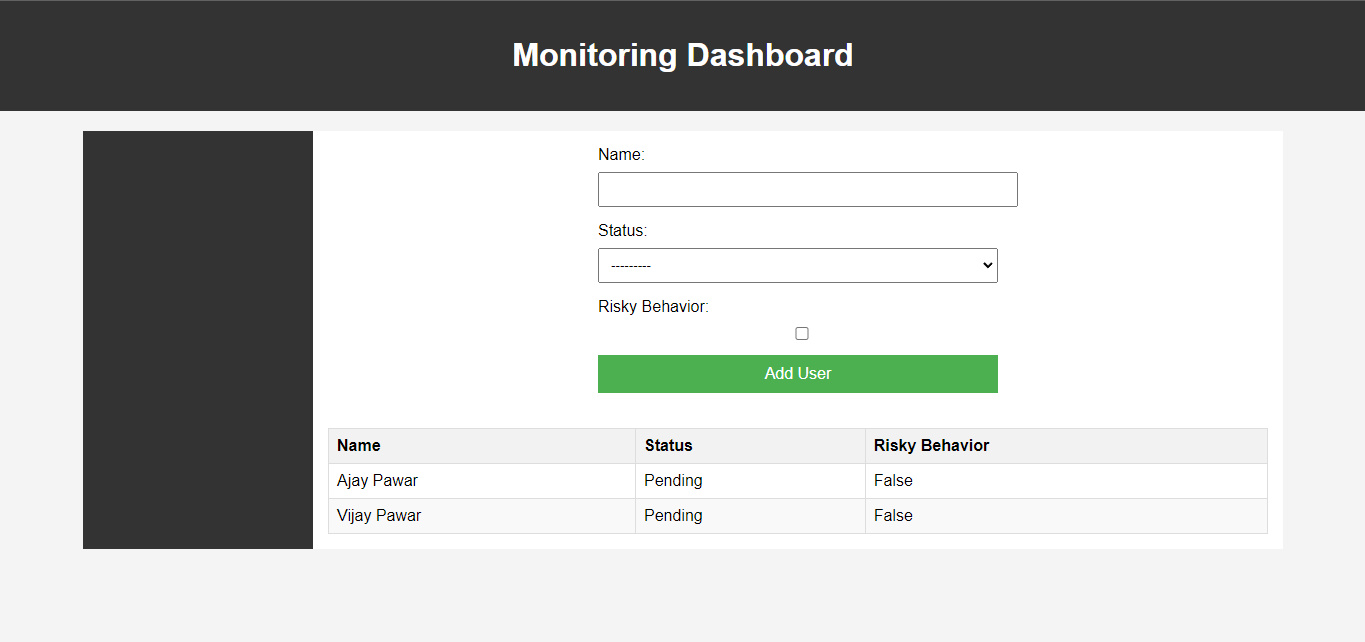 Monitoring Dashboard
Name:
Status:
---------
Risky Behavior:
Add User
Name Status Risky Behavior
Ajay Pawar Pending False
Vijay Pawar Pending False